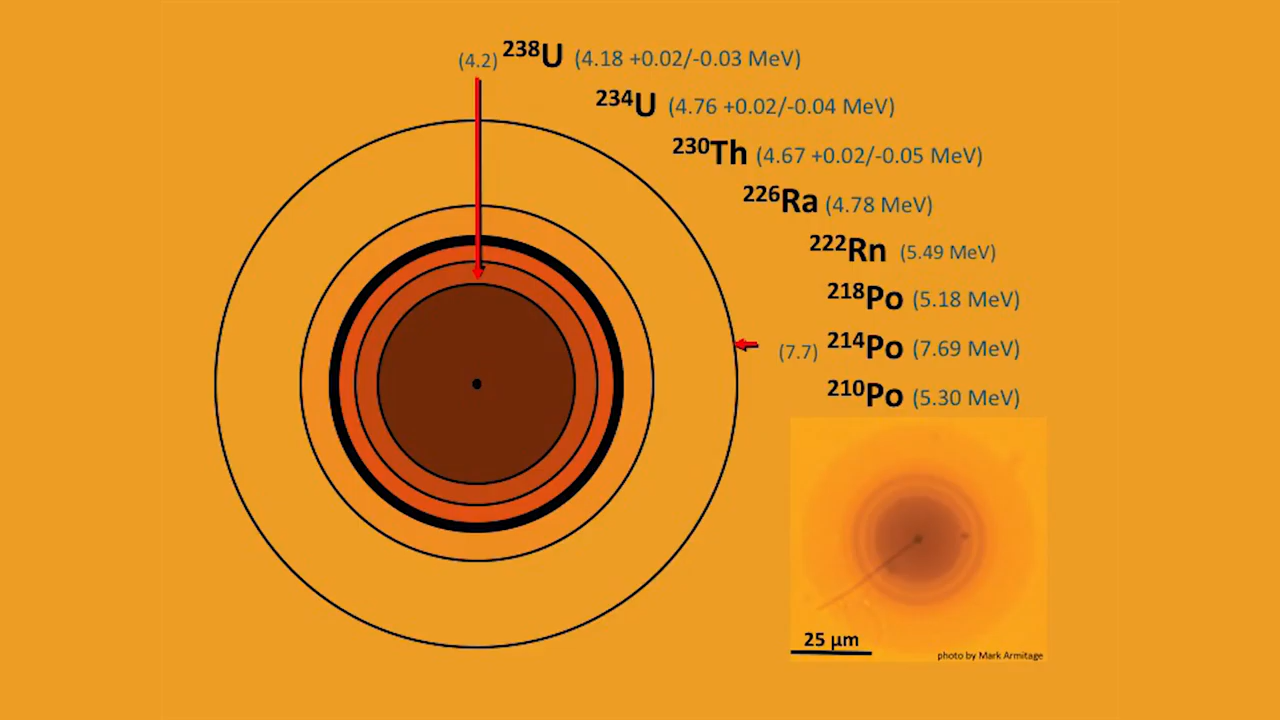 (4.2) ²³⁸U (4.18 +0.02/-0.03 MeV)
²³⁴U (4.76 +0.02/-0.04 MeV)
²³⁰Th (4.67 +0.02/-0.05 MeV)
²²⁶Ra (4.78 MeV)
²²²Rn (5.49 MeV)
²¹⁸Po (5.18 MeV)
(7.7) ²¹⁴Po (7.69 MeV)
²¹⁰Po (5.30 MeV)
25 µm
photo by Mark Armitage